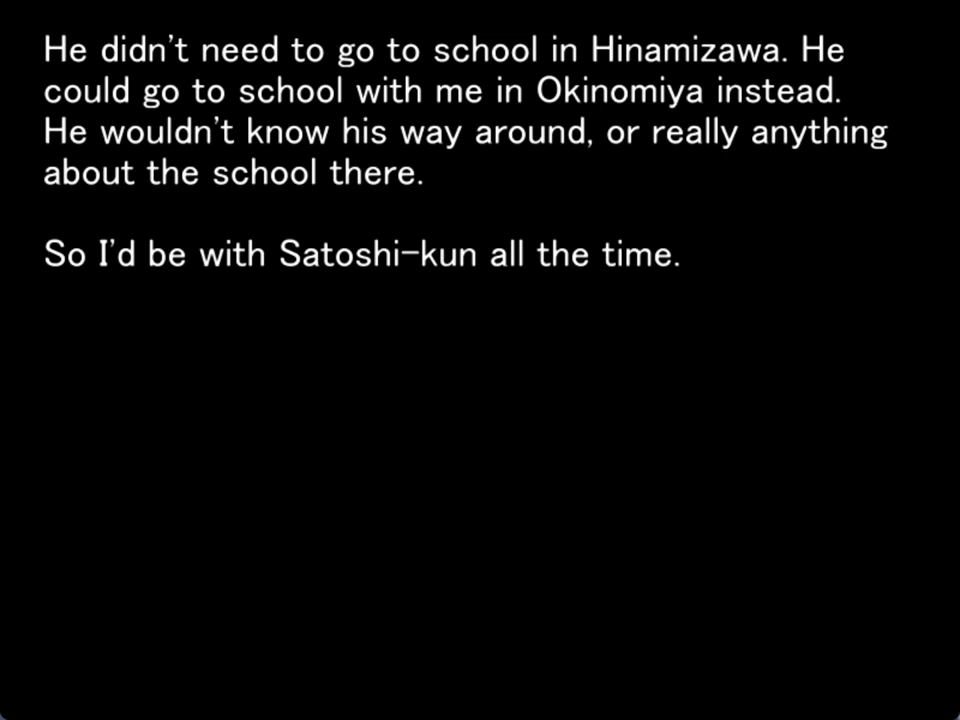 He didn't need to go to school in Hinamizawa. He
could go to school with me in Okinomiya instead.
He wouldn't know his way around, or really anything
about the school there.
So I'd be with Satoshi-kun all the time.